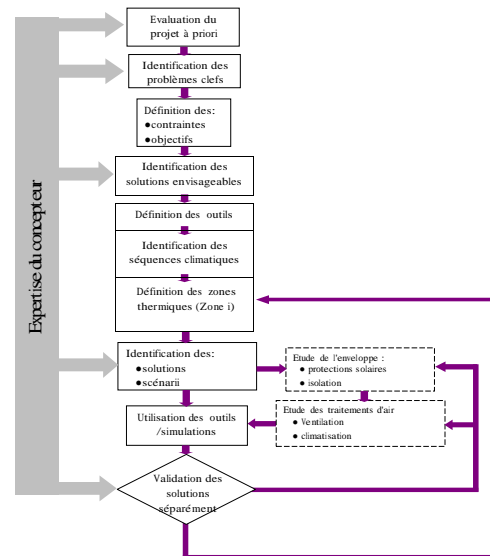 Expertise du concepteur
Evaluation du
projet à priori
Identification des
problèmes clefs
Définition des:
●contraintes
●objectifs
Identification des
solutions envisageables
Définition des outils
Identification des
séquences climatiques
Définition des zones
thermiques (Zone i)
Identification des:
●solutions
●scénarii
Etude de l'enveloppe :
● protections solaires
● isolation
Etude des traitements d'air
● Ventilation
● climatisation
Utilisation des outils
/simulations
Validation des
solutions
séparément